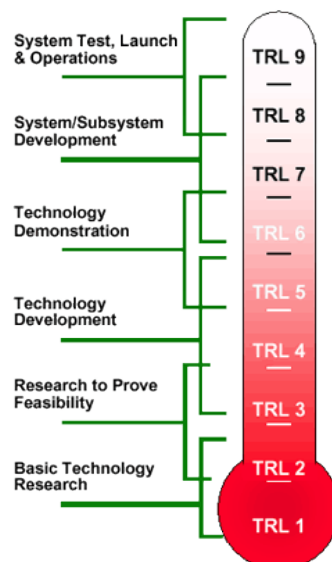 System Test, Launch
& Operations
System/Subsystem
Development
Technology
Demonstration
Technology
Development
Research to Prove
Feasibility
Basic Technology
Research
TRL 9
TRL 8
TRL 7
TRL 6
TRL 5
TRL 4
TRL 3
TRL 2
TRL 1